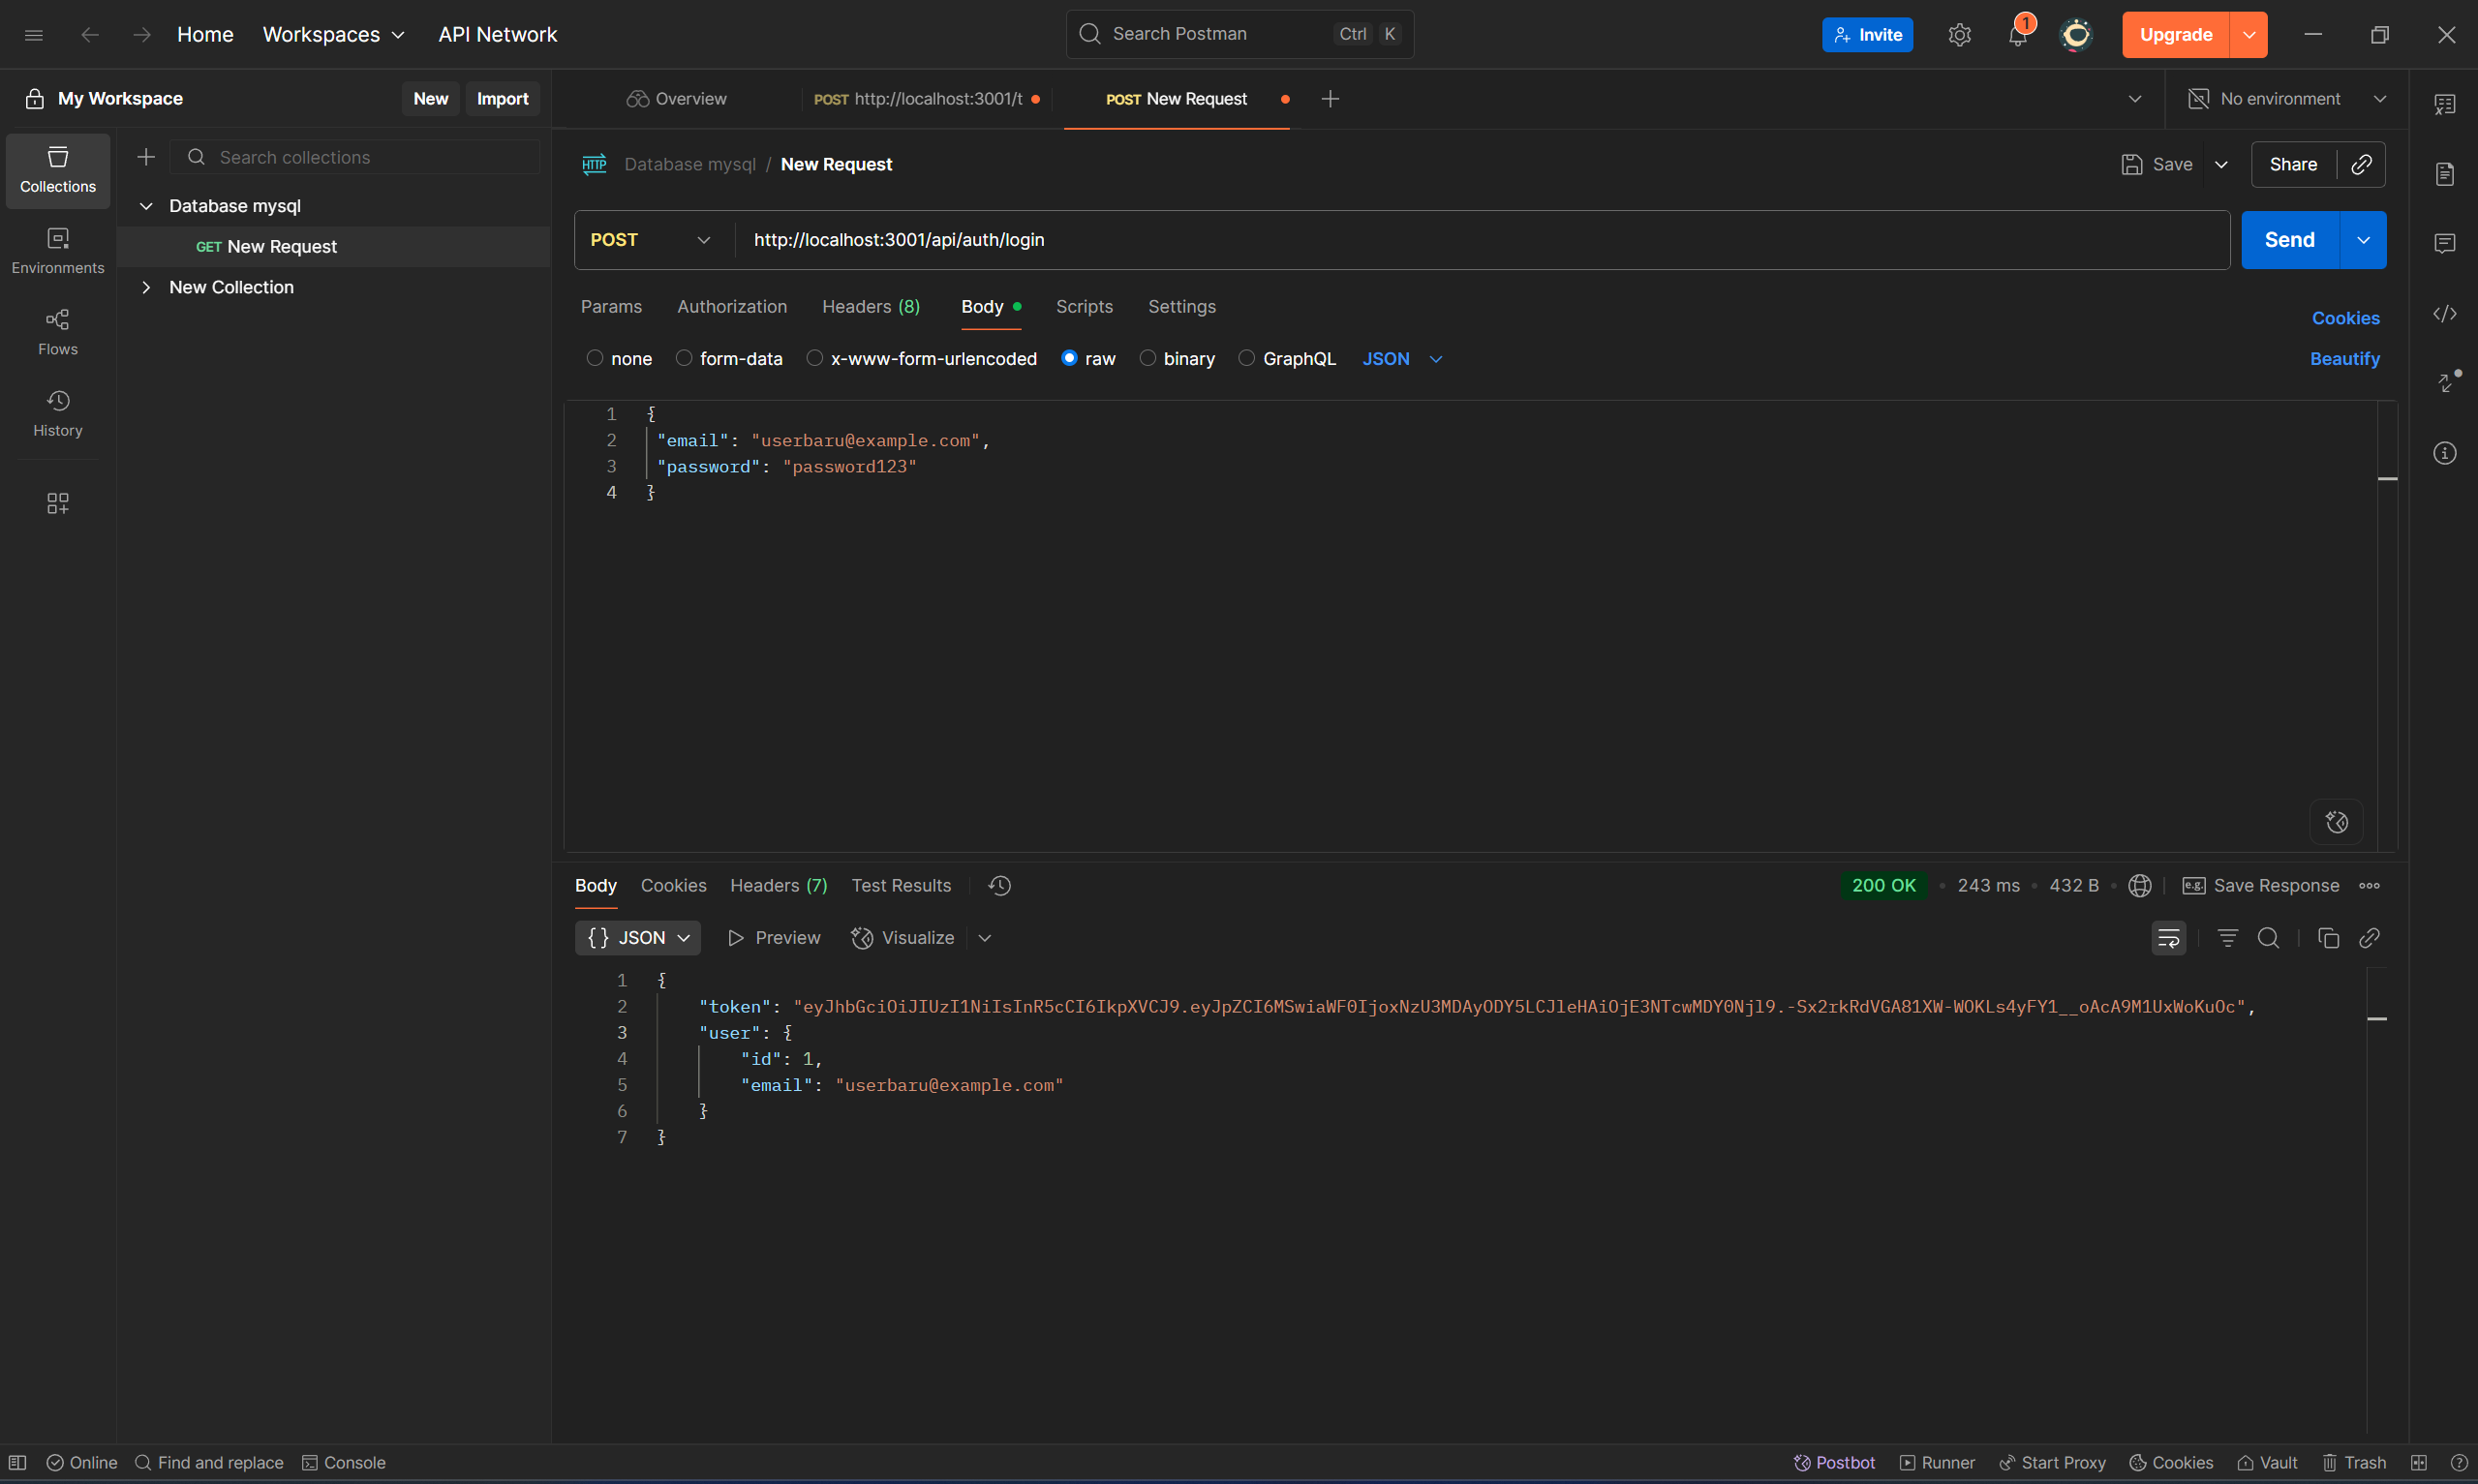 Home Workspaces API Network Search Postman Ctrl K Invite 1 Upgrade
My Workspace New Import Overview POST http://localhost:3001/t POST New Request No environment
Collections
Environments
Flows
History
Search collections
Database mysql
GET New Request
New Collection
HTTP Database mysql / New Request Save Share
POST http://localhost:3001/api/auth/login Send
Params Authorization Headers (8) Body Scripts Settings Cookies
none form-data x-www-form-urlencoded raw binary GraphQL JSON Beautify
1 {
2 "email": "userbaru@example.com",
3 "password": "password123"
4 }
Body Cookies Headers (7) Test Results 200 OK • 243 ms • 432 B • e.g. Save Response
{} JSON Preview Visualize
1 {
2 "token": "eyJhbGciOiJIUzI1NiIsInR5cCI6IkpXVCJ9.eyJpZCI6MSwiaWF0IjoxNzU3MDAyODY5LCJleHAiOjE3NTcwMDY0Njl9.-Sx2rkRdVGA81XW-WOKLs4yFY1__oAcA9M1UxWoKuOc",
3 "user": {
4 "id": 1,
5 "email": "userbaru@example.com"
6 }
7 }
Online Find and replace Console Postbot Runner Start Proxy Cookies Vault Trash